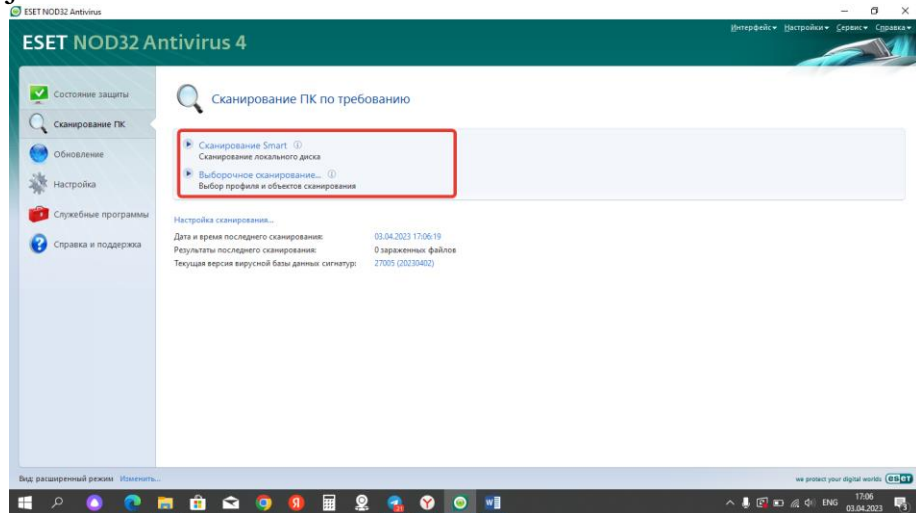 ESET NOD32 Antivirus
ESET NOD32 Antivirus 4
Интерфейс Настройки Сервис Справка
Состояние защиты
Сканирование ПК
Обновление
Настройка
Служебные программы
Справка и поддержка
Сканирование ПК по требованию
Сканирование Smart
Сканирование локального диска
Выборочное сканирование...
Выбор профиля и объектов сканирования
Настройка сканирования...
Дата и время последнего сканирования: 03.04.2023 17:06:19
Результаты последнего сканирования: 0 зараженных файлов
Текущая версия вирусной базы данных сигнатур: 27005 (20230402)
Вид: расширенный режим Изменить...
we protect your digital worlds eset
ENG
17:06
03.04.2023